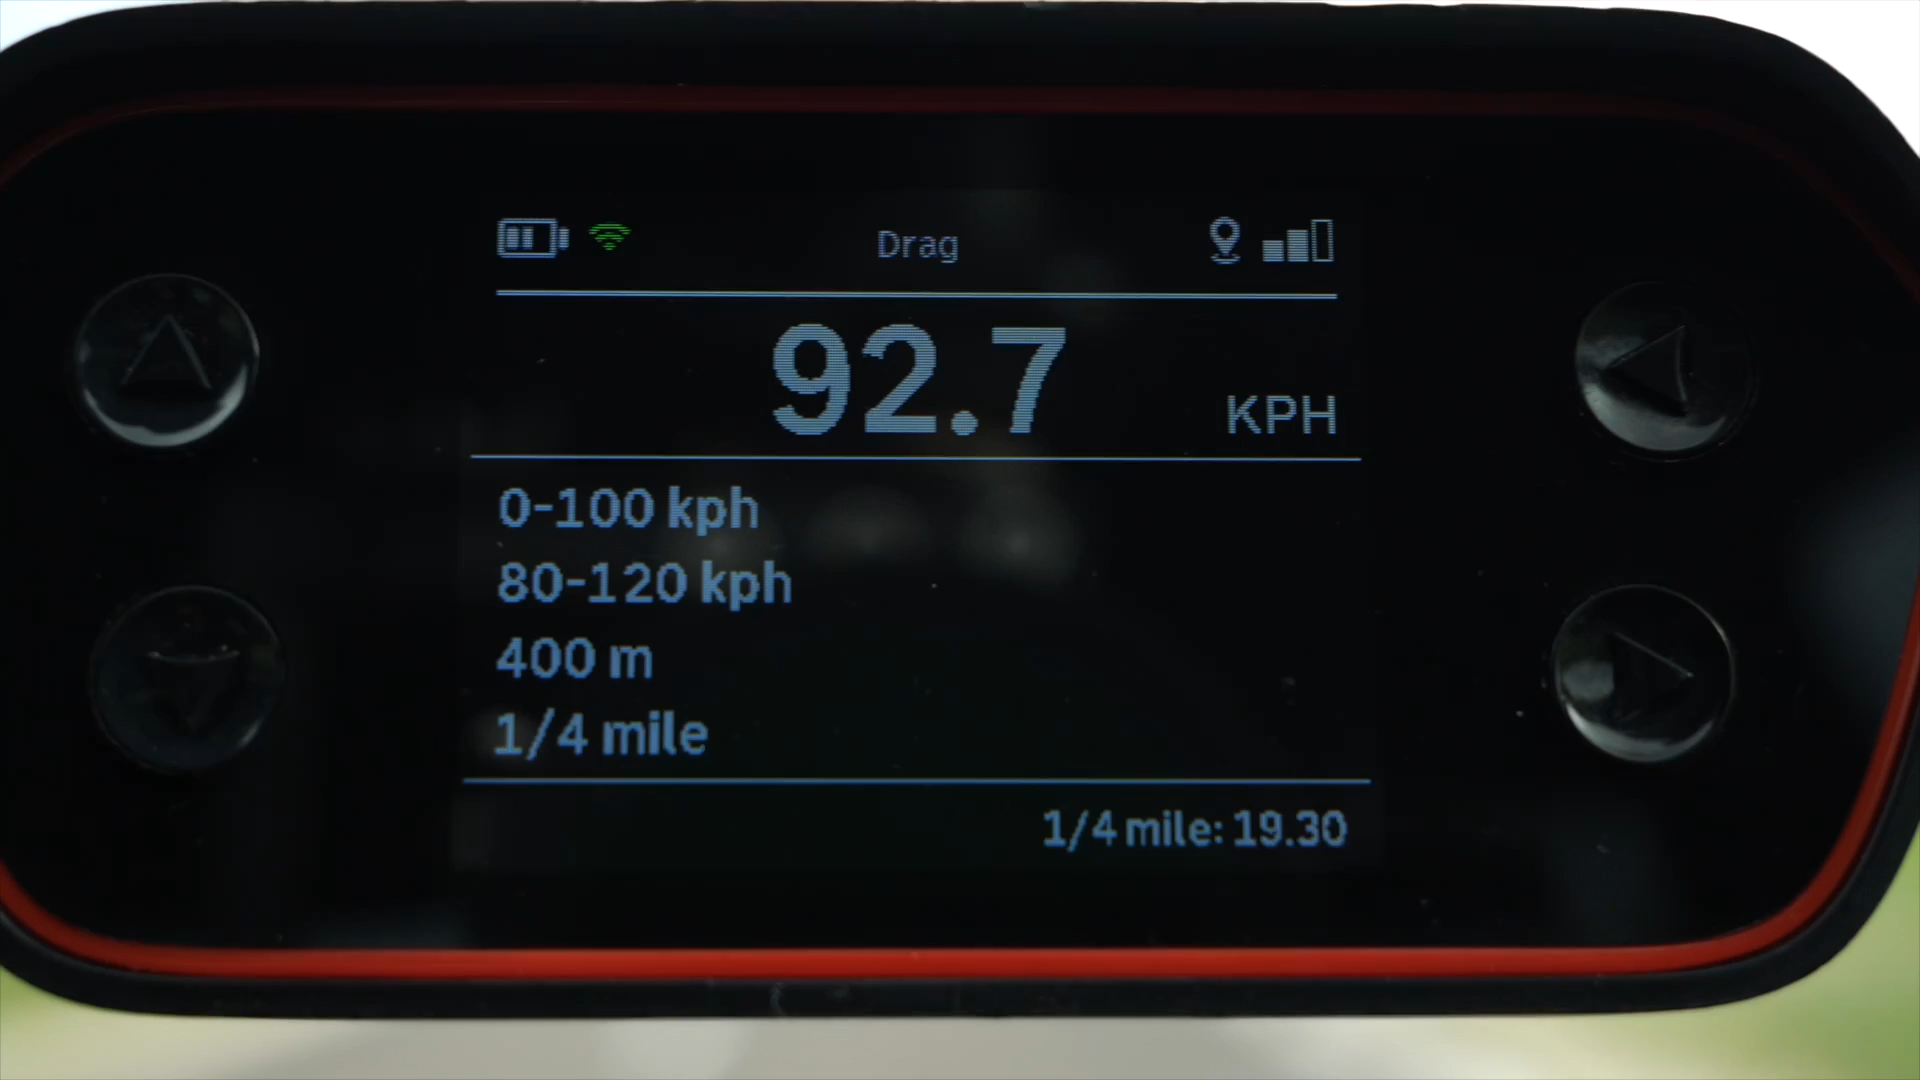 Drag
92.7 KPH
0-100 kph
80-120 kph
400 m
1/4 mile
1/4 mile: 19.30